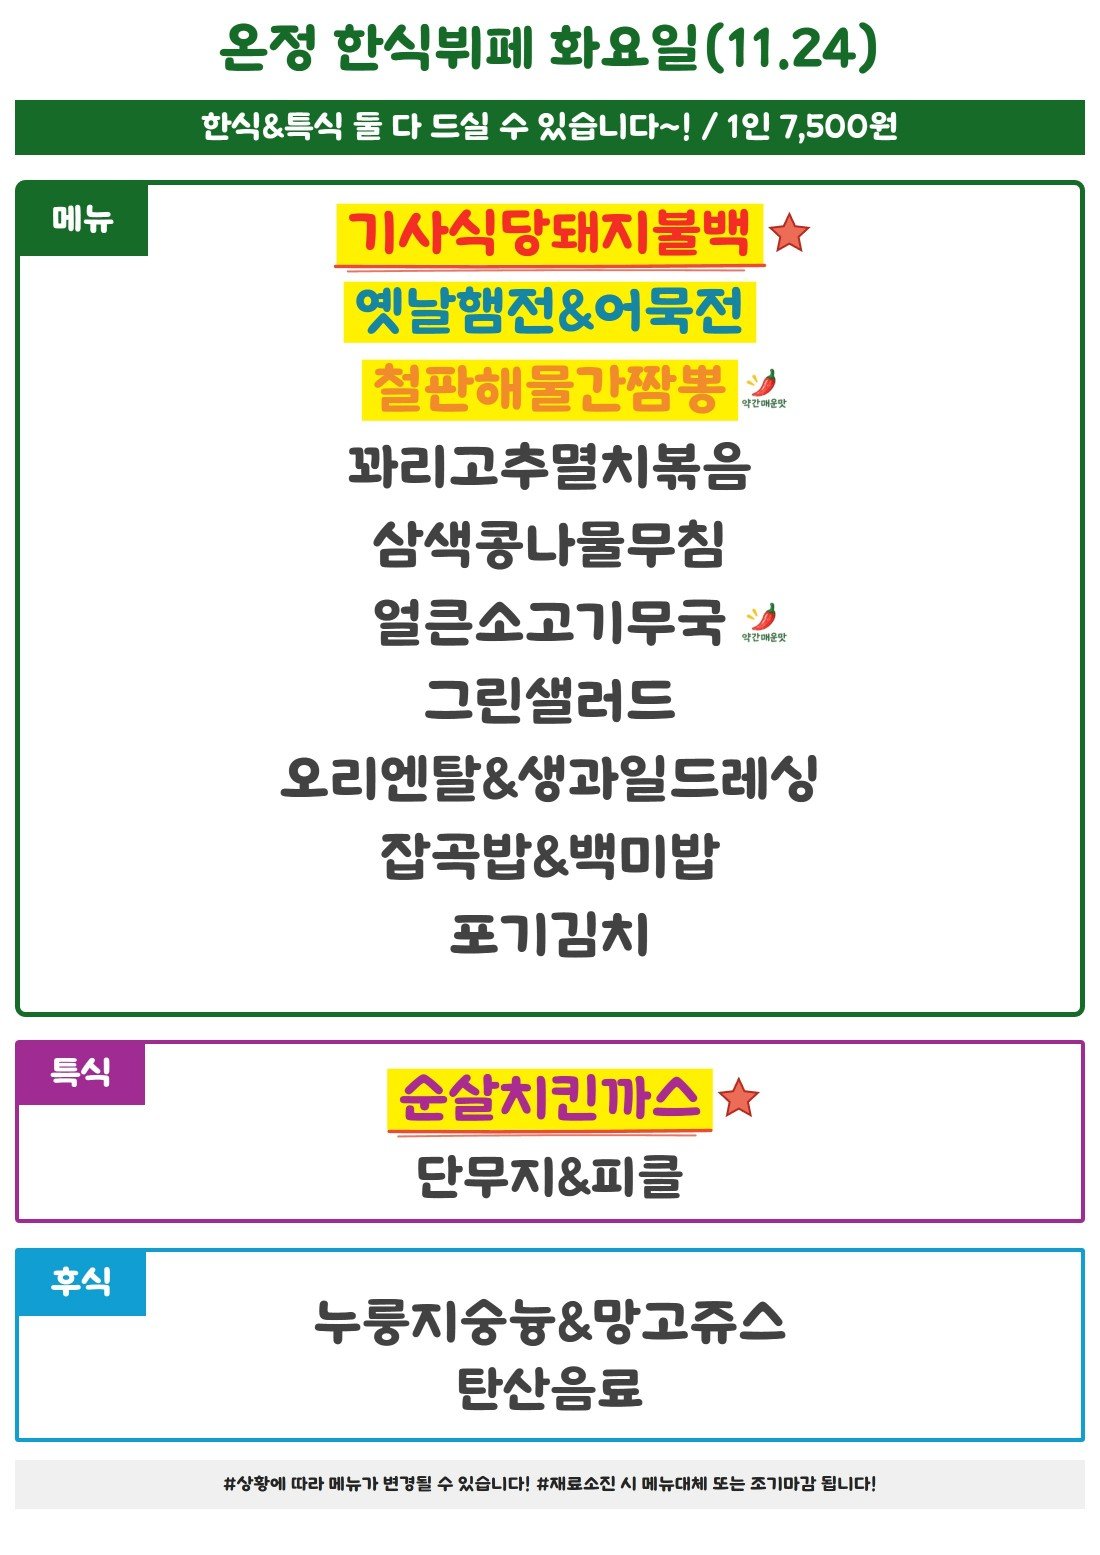 온정 한식뷔페 화요일(11.24)
한식&특식 둘 다 드실 수 있습니다~! / 1인 7,500원
메뉴
기사식당돼지불백
옛날햄전&어묵전
철판해물간짬뽕
약간매운맛
꽈리고추멸치볶음
삼색콩나물무침
얼큰소고기무국
약간매운맛
그린샐러드
오리엔탈&생과일드레싱
잡곡밥&백미밥
포기김치
특식
순살치킨까스
단무지&피클
후식
누룽지숭늉&망고쥬스
탄산음료
#상황에 따라 메뉴가 변경될 수 있습니다! #재료소진 시 메뉴대체 또는 조기마감 됩니다!